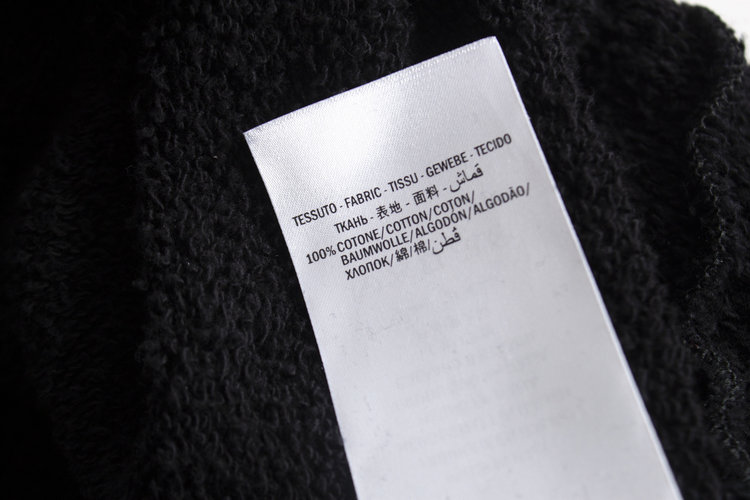 TESSUTO - FABRIC - TISSU - GEWEBE - TECIDO
ТКАНЬ - 表地 - 面料 - قماش
100% COTONE/COTTON/COTON/
BAUMWOLLE/ALGODON/ALGODÃO/
ХЛОПОК/綿/棉/قطن